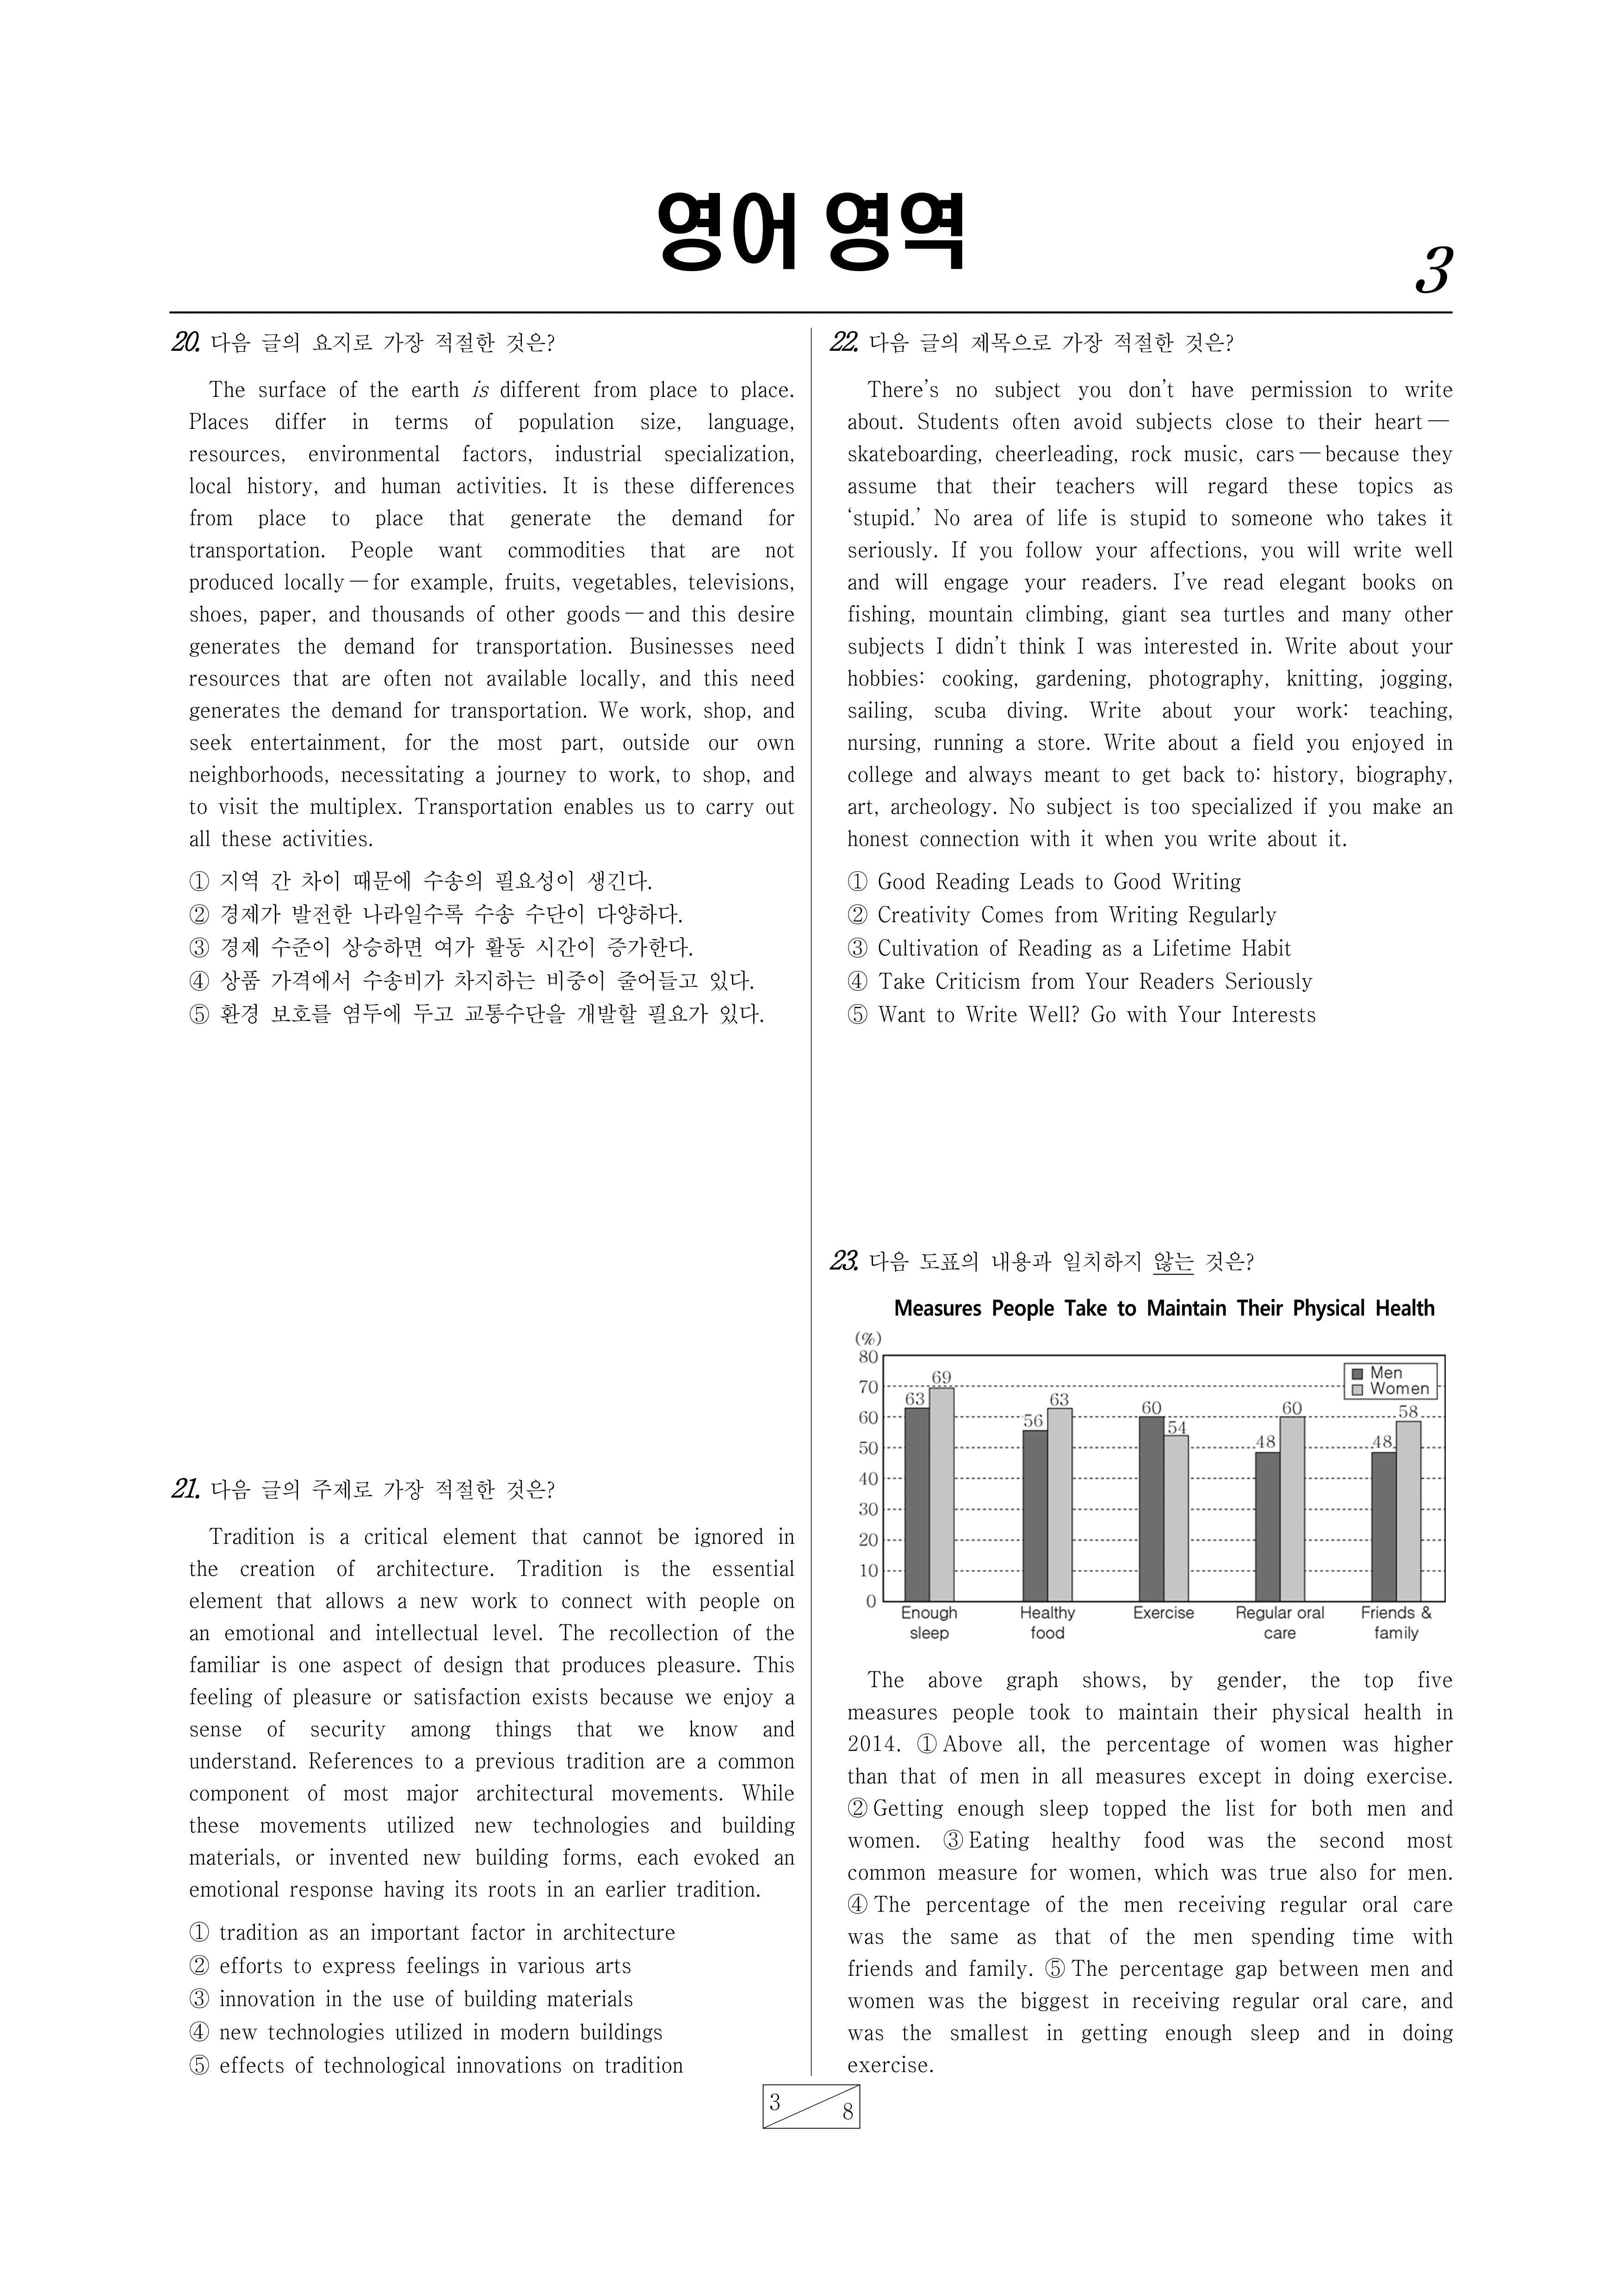 영어 영역
3
20. 다음 글의 요지로 가장 적절한 것은?
The surface of the earth is different from place to place.
Places differ in terms of population size, language,
resources, environmental factors, industrial specialization,
local history, and human activities. It is these differences
from place to place that generate the demand for
transportation. People want commodities that are not
produced locally—for example, fruits, vegetables, televisions,
shoes, paper, and thousands of other goods—and this desire
generates the demand for transportation. Businesses need
resources that are often not available locally, and this need
generates the demand for transportation. We work, shop, and
seek entertainment, for the most part, outside our own
neighborhoods, necessitating a journey to work, to shop, and
to visit the multiplex. Transportation enables us to carry out
all these activities.
① 지역 간 차이 때문에 수송의 필요성이 생긴다.
② 경제가 발전한 나라일수록 수송 수단이 다양하다.
③ 경제 수준이 상승하면 여가 활동 시간이 증가한다.
④ 상품 가격에서 수송비가 차지하는 비중이 줄어들고 있다.
⑤ 환경 보호를 염두에 두고 교통수단을 개발할 필요가 있다.
21. 다음 글의 주제로 가장 적절한 것은?
Tradition is a critical element that cannot be ignored in
the creation of architecture. Tradition is the essential
element that allows a new work to connect with people on
an emotional and intellectual level. The recollection of the
familiar is one aspect of design that produces pleasure. This
feeling of pleasure or satisfaction exists because we enjoy a
sense of security among things that we know and
understand. References to a previous tradition are a common
component of most major architectural movements. While
these movements utilized new technologies and building
materials, or invented new building forms, each evoked an
emotional response having its roots in an earlier tradition.
① tradition as an important factor in architecture
② efforts to express feelings in various arts
③ innovation in the use of building materials
④ new technologies utilized in modern buildings
⑤ effects of technological innovations on tradition
22. 다음 글의 제목으로 가장 적절한 것은?
There's no subject you don't have permission to write
about. Students often avoid subjects close to their heart—
skateboarding, cheerleading, rock music, cars—because they
assume that their teachers will regard these topics as
'stupid.' No area of life is stupid to someone who takes it
seriously. If you follow your affections, you will write well
and will engage your readers. I've read elegant books on
fishing, mountain climbing, giant sea turtles and many other
subjects I didn't think I was interested in. Write about your
hobbies: cooking, gardening, photography, knitting, jogging,
sailing, scuba diving. Write about your work: teaching,
nursing, running a store. Write about a field you enjoyed in
college and always meant to get back to: history, biography,
art, archeology. No subject is too specialized if you make an
honest connection with it when you write about it.
① Good Reading Leads to Good Writing
② Creativity Comes from Writing Regularly
③ Cultivation of Reading as a Lifetime Habit
④ Take Criticism from Your Readers Seriously
⑤ Want to Write Well? Go with Your Interests
23. 다음 도표의 내용과 일치하지 않는 것은?
Measures People Take to Maintain Their Physical Health
(%)
80
70
60
50
40
30
20
10
0
Men
Women
63 69
56 63
60 54
48 60
48 58
Enough sleep
Healthy food
Exercise
Regular oral care
Friends & family
The above graph shows, by gender, the top five
measures people took to maintain their physical health in
2014. ① Above all, the percentage of women was higher
than that of men in all measures except in doing exercise.
② Getting enough sleep topped the list for both men and
women. ③ Eating healthy food was the second most
common measure for women, which was true also for men.
④ The percentage of the men receiving regular oral care
was the same as that of the men spending time with
friends and family. ⑤ The percentage gap between men and
women was the biggest in receiving regular oral care, and
was the smallest in getting enough sleep and in doing
exercise.
3
8